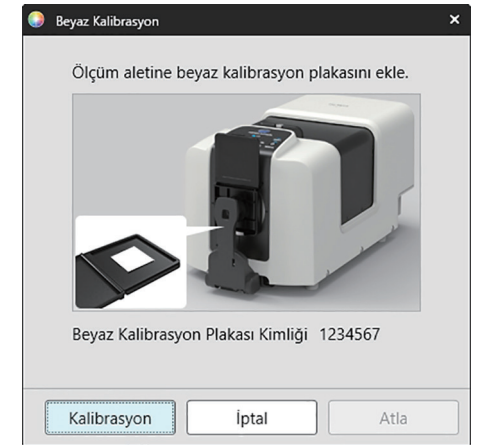 Beyaz Kalibrasyon
Ölçüm aletine beyaz kalibrasyon plakasını ekle.
Beyaz Kalibrasyon Plakası Kimliği 1234567
Kalibrasyon
İptal
Atla